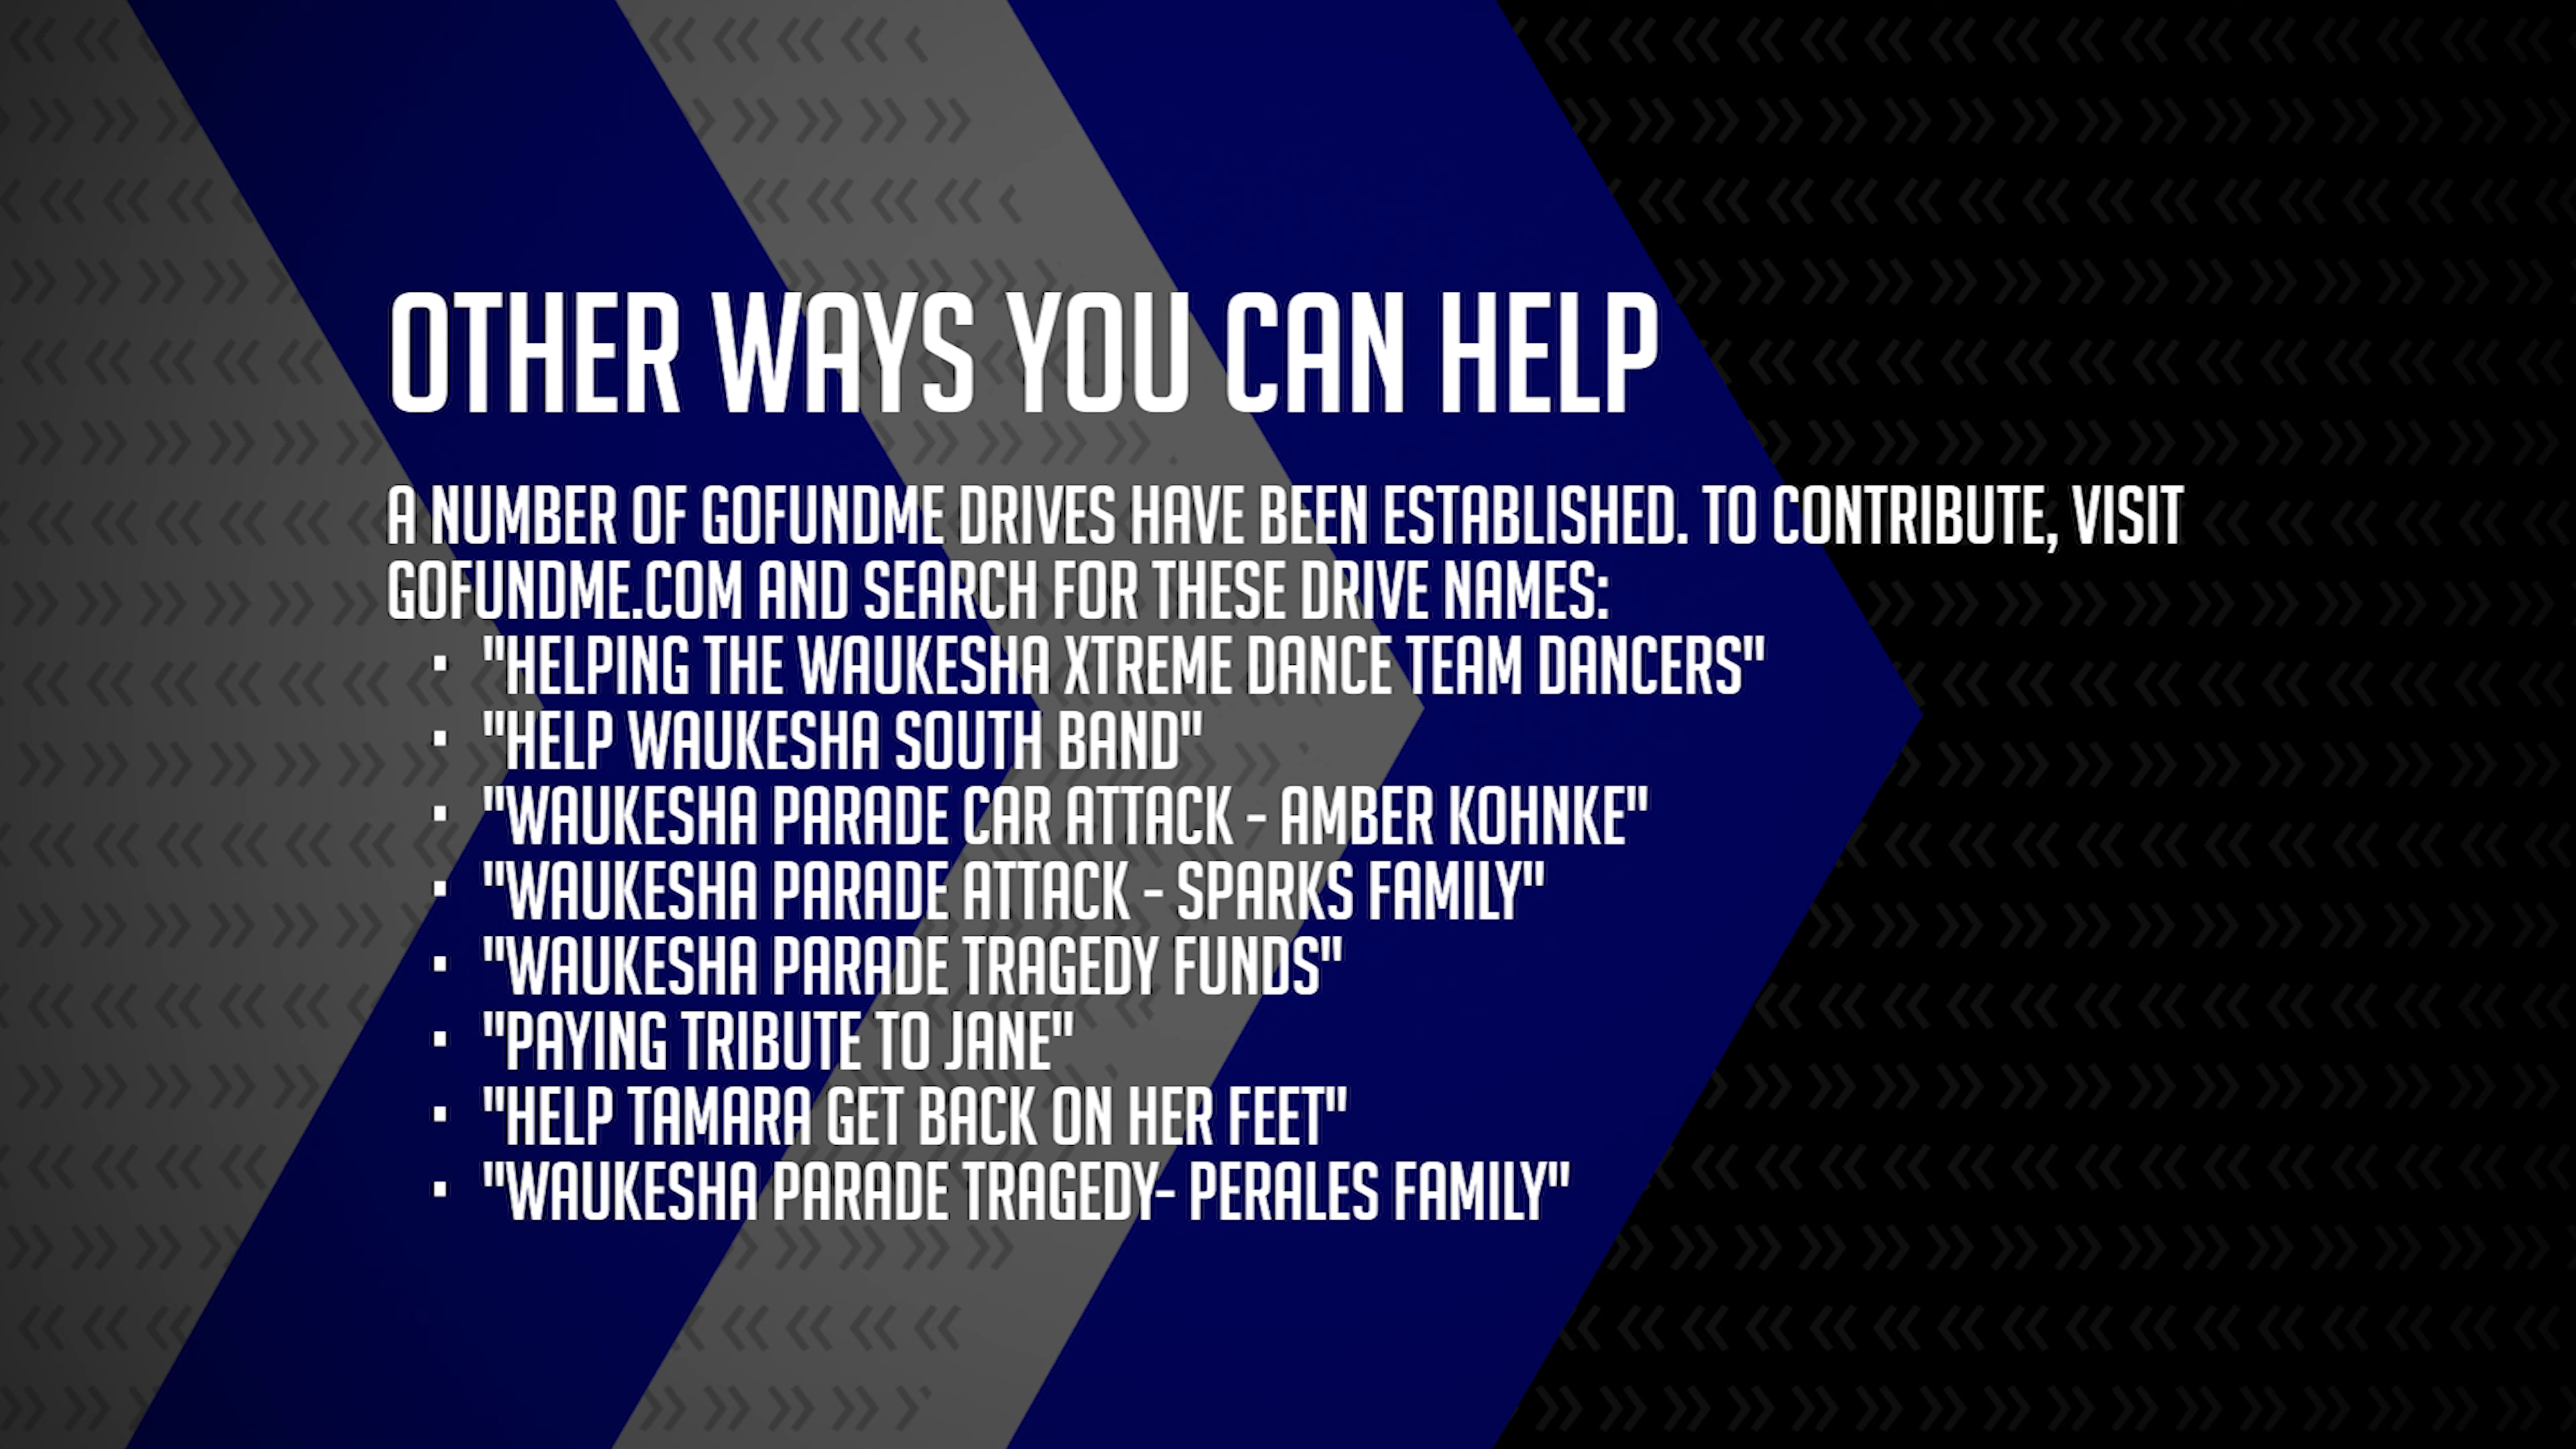 OTHER WAYS YOU CAN HELP
A NUMBER OF GOFUNDME DRIVES HAVE BEEN ESTABLISHED. TO CONTRIBUTE, VISIT
GOFUNDME.COM AND SEARCH FOR THESE DRIVE NAMES:
▪ "HELPING THE WAUKESHA XTREME DANCE TEAM DANCERS"
▪ "HELP WAUKESHA SOUTH BAND"
▪ "WAUKESHA PARADE CAR ATTACK - AMBER KOHNKE"
▪ "WAUKESHA PARADE ATTACK - SPARKS FAMILY"
▪ "WAUKESHA PARADE TRAGEDY FUNDS"
▪ "PAYING TRIBUTE TO JANE"
▪ "HELP TAMARA GET BACK ON HER FEET"
▪ "WAUKESHA PARADE TRAGEDY- PERALES FAMILY"